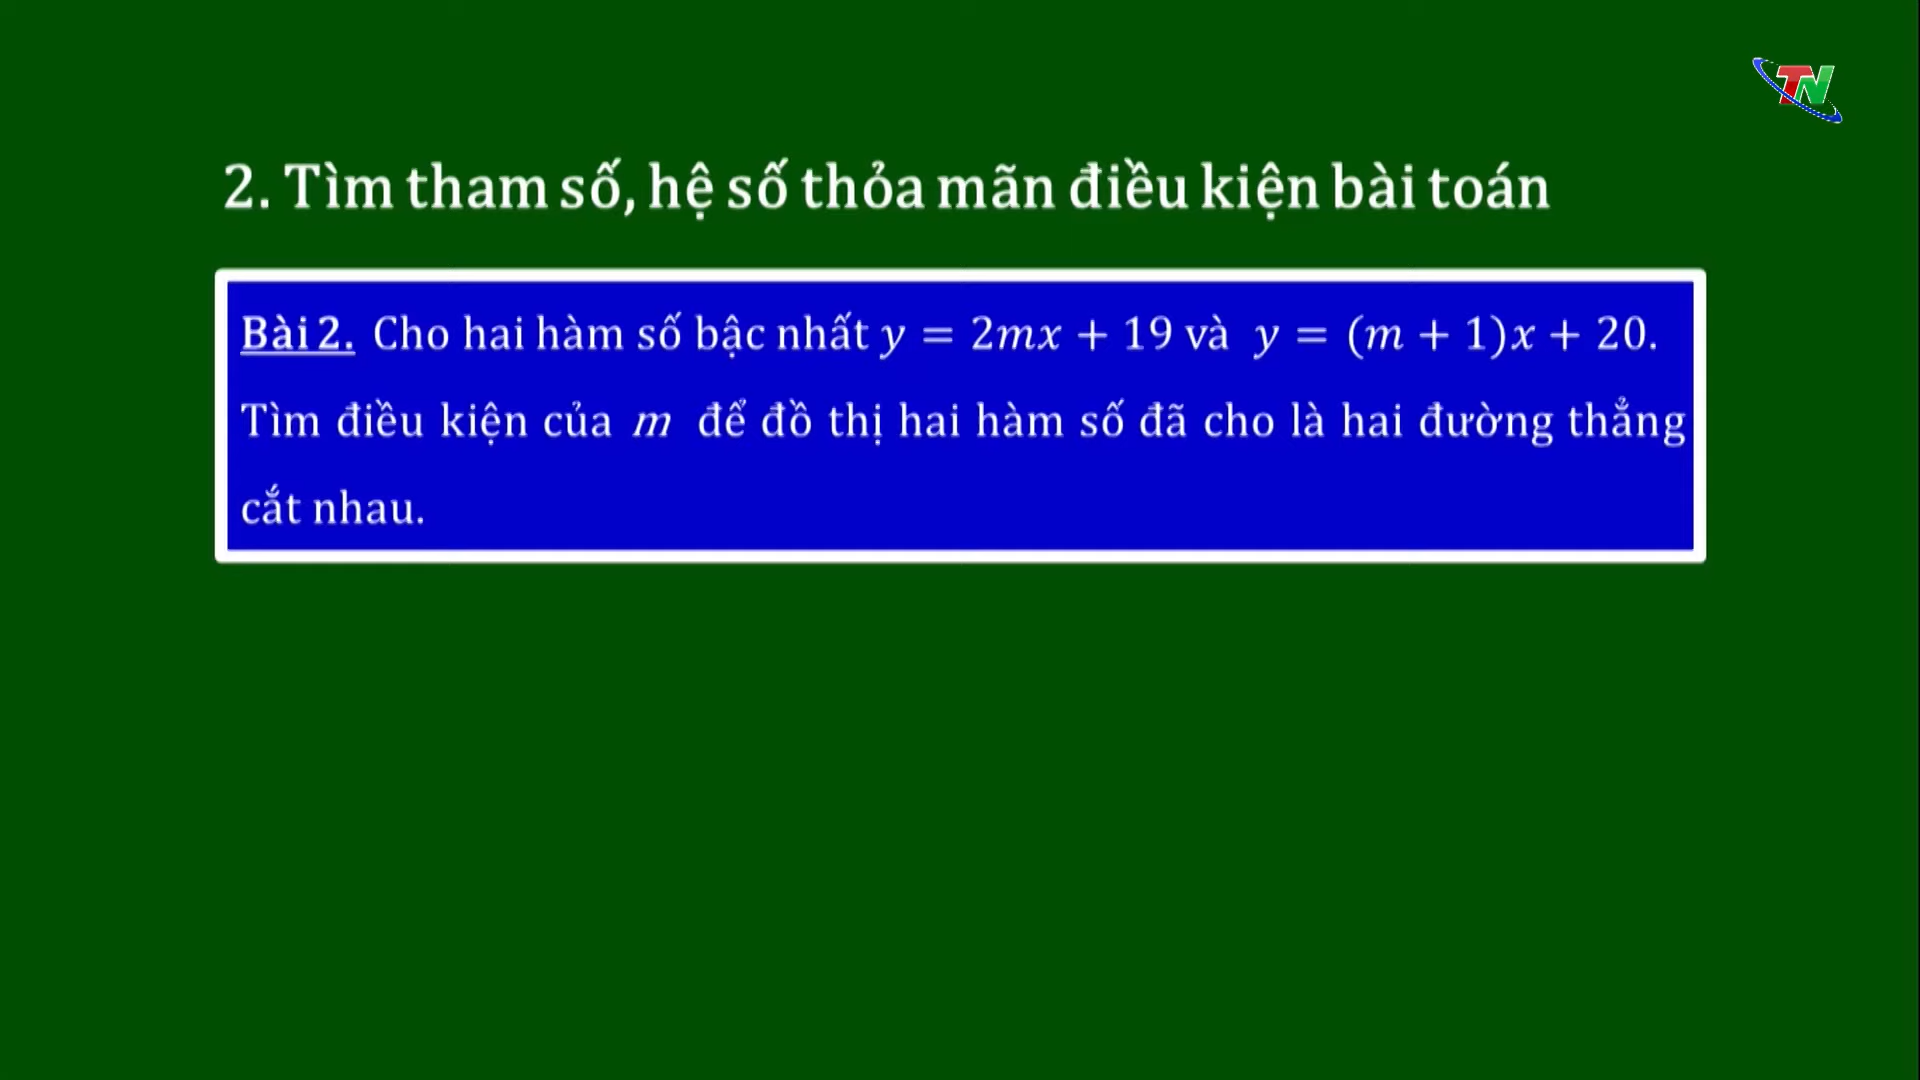 TN
2. Tìm tham số, hệ số thỏa mãn điều kiện bài toán
Bài 2. Cho hai hàm số bậc nhất y = 2mx + 19 và y = (m + 1)x + 20.
Tìm điều kiện của m để đồ thị hai hàm số đã cho là hai đường thẳng
cắt nhau.